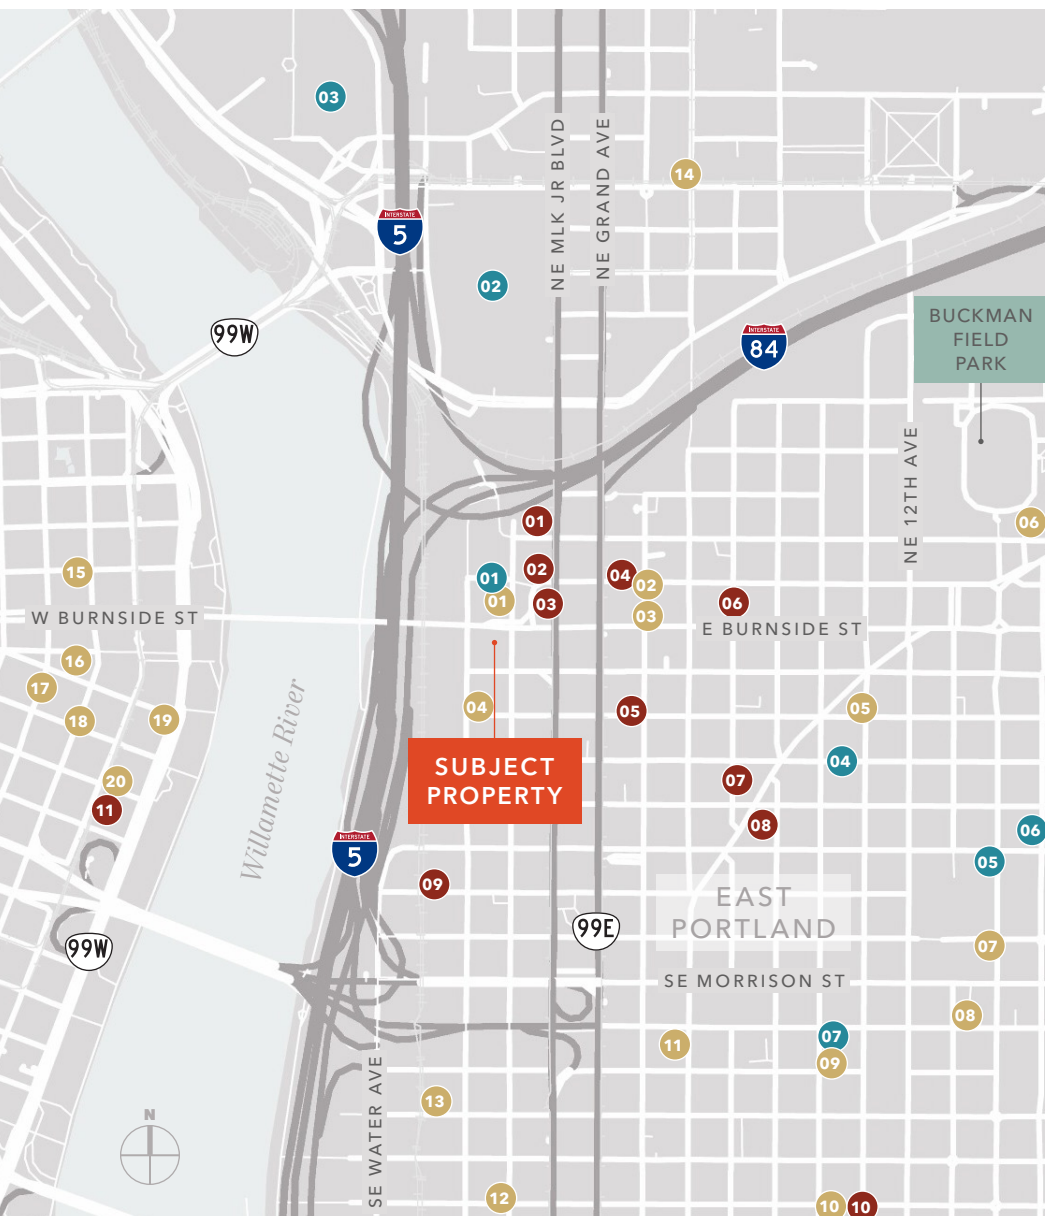 03
NE MLK JR BLVD
NE GRAND AVE
14
INTERSTATE
5
02
99W
INTERSTATE
84
BUCKMAN
FIELD
PARK
NE 12TH AVE
01
06
02
01
04
02
15
01
03
06
03
W BURNSIDE ST
E BURNSIDE ST
16
17
04
05
05
18
19
Willamette River
SUBJECT
PROPERTY
04
07
20
11
08
06
INTERSTATE
5
05
09
EAST
PORTLAND
99E
99W
07
SE MORRISON ST
08
07
11
09
SE WATER AVE
13
N
12
10
10